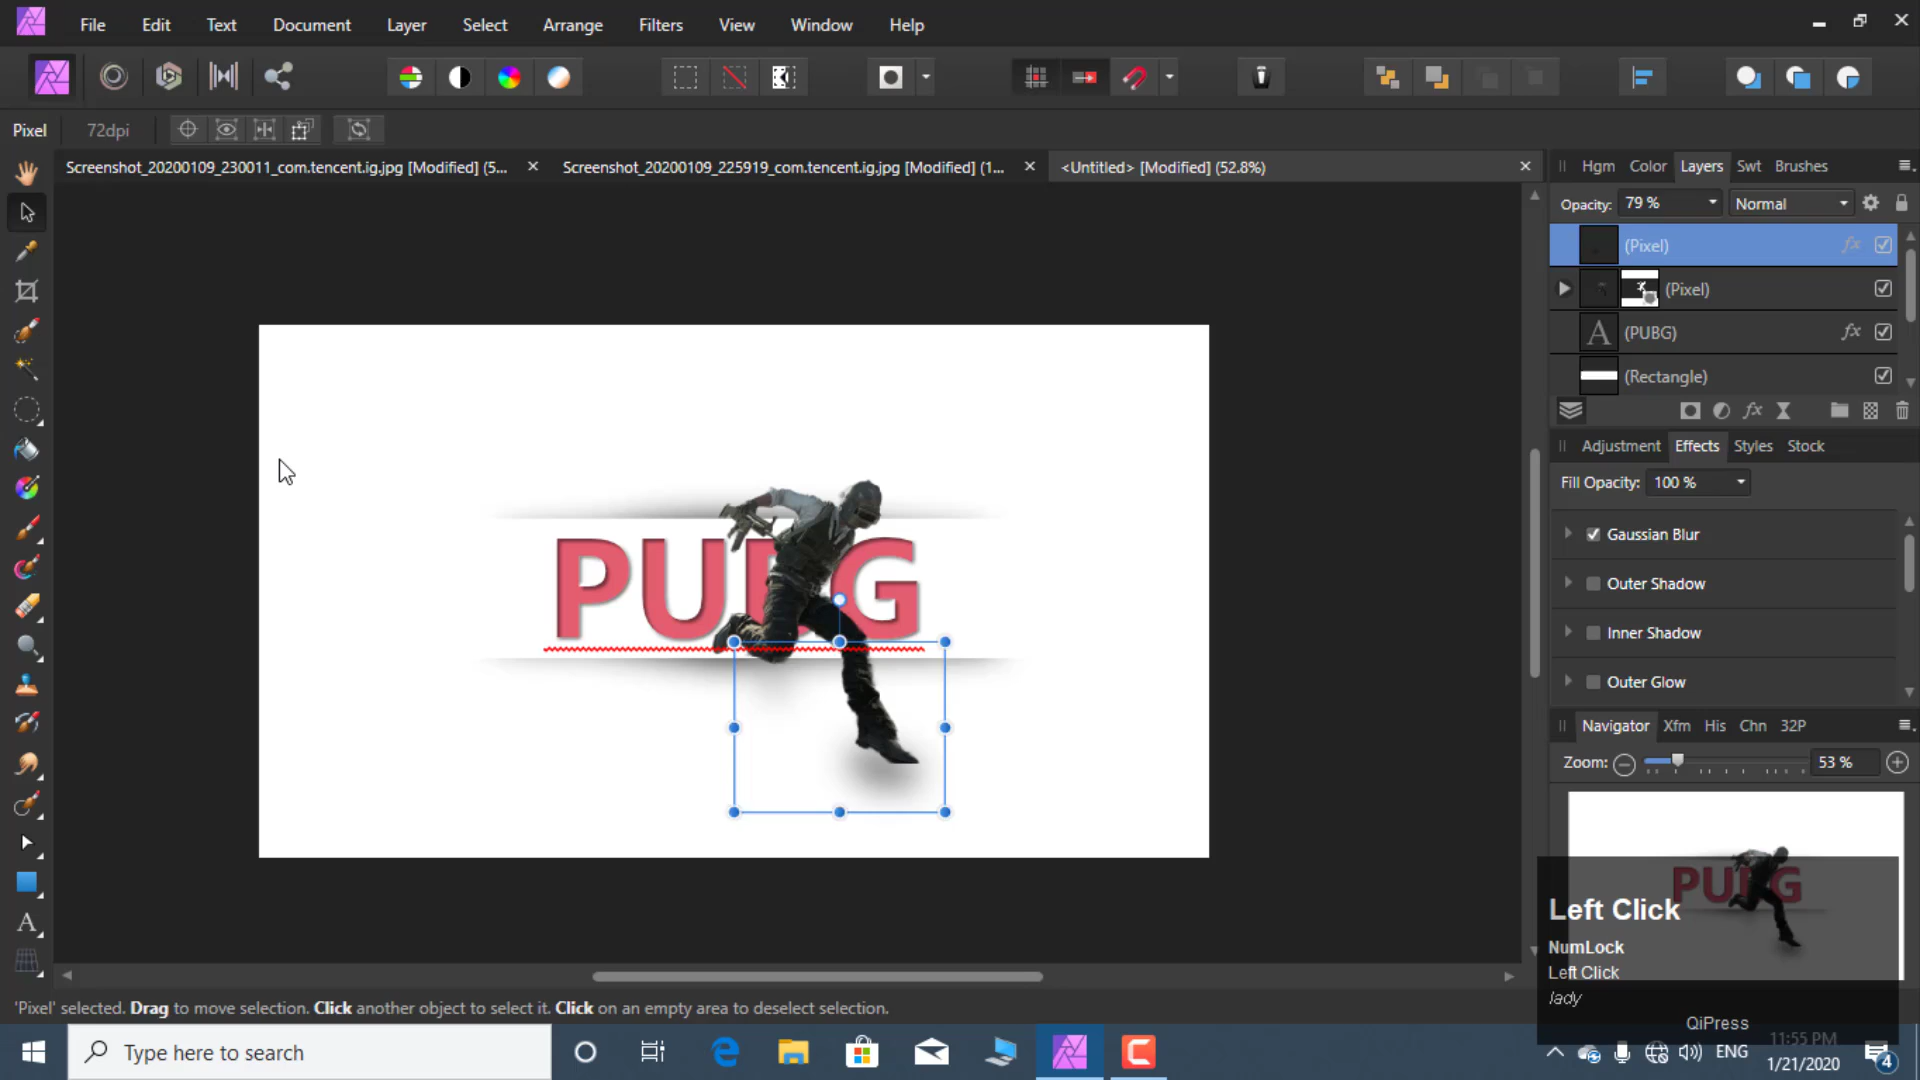 File Edit Text Document Layer Select Arrange Filters View Window Help
Pixel 72dpi
Screenshot_20200109_230011_com.tencent.ig.jpg [Modified] (5...
Screenshot_20200109_225919_com.tencent.ig.jpg [Modified] (1...
<Untitled> [Modified] (52.8%)
Hgm Color Layers Swt Brushes
Opacity: 79 % Normal
(Pixel) fx
(Pixel)
A (PUBG) fx
(Rectangle)
fx
Adjustment Effects Styles Stock
Fill Opacity: 100 %
Gaussian Blur
Outer Shadow
Inner Shadow
Outer Glow
Navigator Xfm His Chn 32P
Zoom: 53 %
PUBG
Left Click
NumLock
Left Click
lady
QiPress
'Pixel' selected. Drag to move selection. Click another object to select it. Click on an empty area to deselect selection.
Type here to search
ENG
11:55 PM
1/21/2020
4